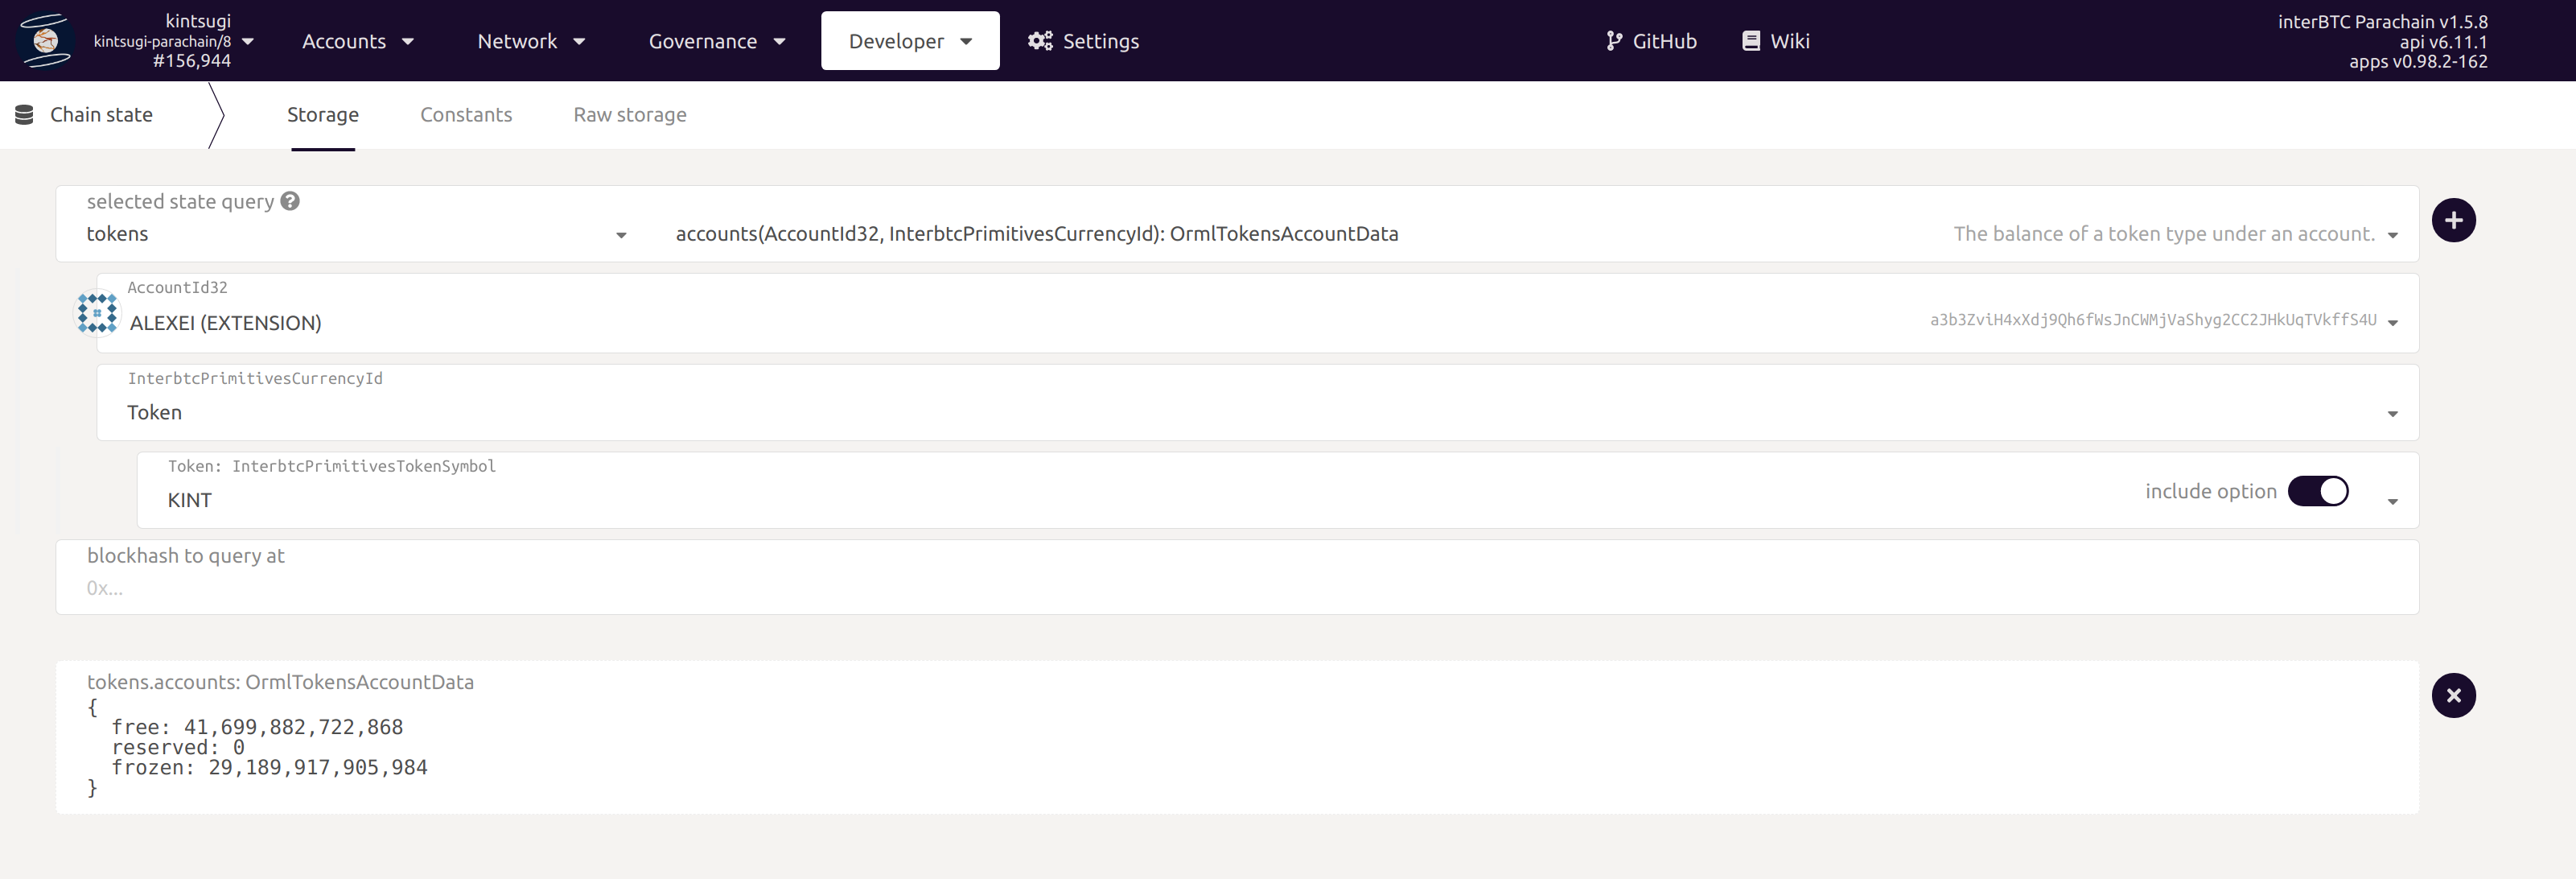 kintsugi
kintsugi-parachain/8
#156,944
Accounts
Network
Governance
Developer
Settings
GitHub
Wiki
interBTC Parachain v1.5.8
api v6.11.1
apps v0.98.2-162
Chain state
Storage
Constants
Raw storage
selected state query ?
tokens
accounts(AccountId32, InterbtcPrimitivesCurrencyId): OrmlTokensAccountData
The balance of a token type under an account.
AccountId32
ALEXEI (EXTENSION)
a3b3ZviH4xXdj9Qh6fWsJnCWMjVaShyg2CC2JHkUqTVkffS4U
InterbtcPrimitivesCurrencyId
Token
Token: InterbtcPrimitivesTokenSymbol
KINT
include option
blockhash to query at
0x...
tokens.accounts: OrmlTokensAccountData
{
free: 41,699,882,722,868
reserved: 0
frozen: 29,189,917,905,984
}